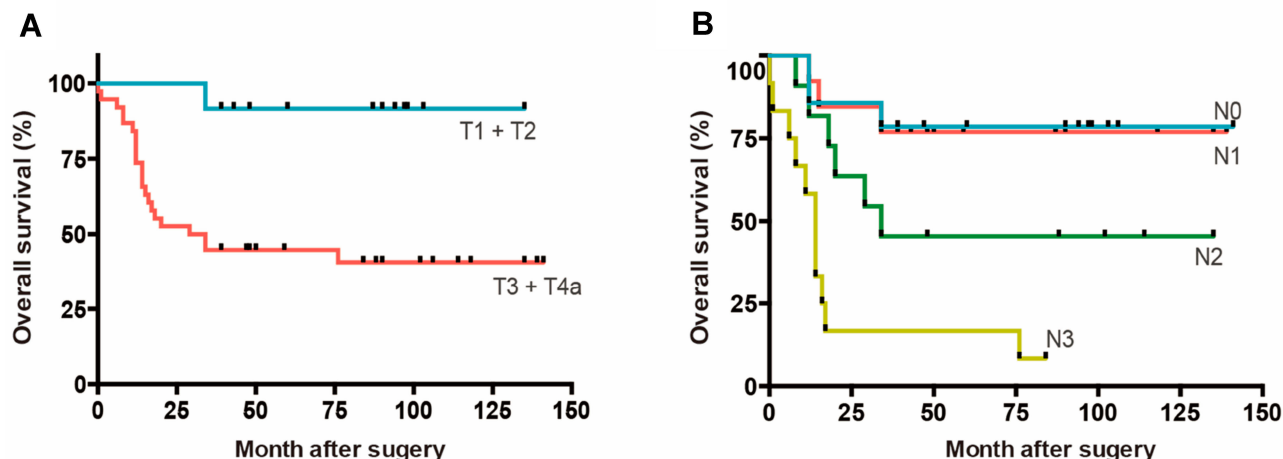 A
Overall survival (%)
100
75
50
25
0
T1 + T2
T3 + T4a
0 25 50 75 100 125 150
Month after sugery
B
Overall survival (%)
100
75
50
25
0
N0
N1
N2
N3
0 25 50 75 100 125 150
Month after sugery